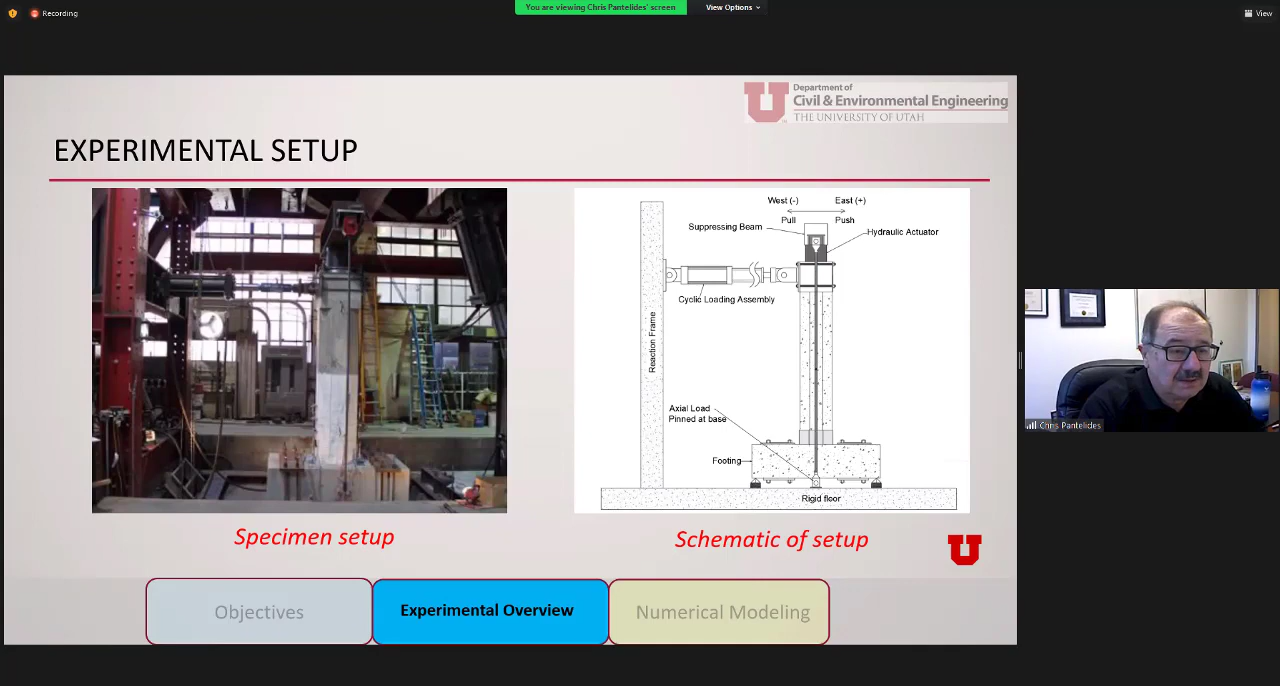 Recording
You are viewing Chris Pantelides' screen
View Options
View
Department of
Civil & Environmental Engineering
THE UNIVERSITY OF UTAH
EXPERIMENTAL SETUP
West (-)
East (+)
Pull
Push
Suppressing Beam
Hydraulic Actuator
Cyclic Loading Assembly
Reaction Frame
Axial Load
Pinned at base
Footing
Rigid floor
Specimen setup
Schematic of setup
Objectives
Experimental Overview
Numerical Modeling
Chris Pantelides